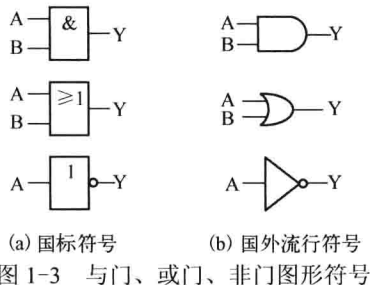 A & Y A Y
B B
A ≥1 Y A Y
B B
A 1 Y A Y
(a) 国标符号 (b) 国外流行符号
图 1-3 与门、或门、非门图形符号